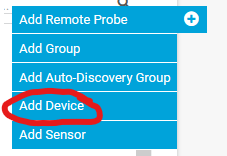 Add Remote Probe
Add Group
Add Auto-Discovery Group
Add Device
Add Sensor